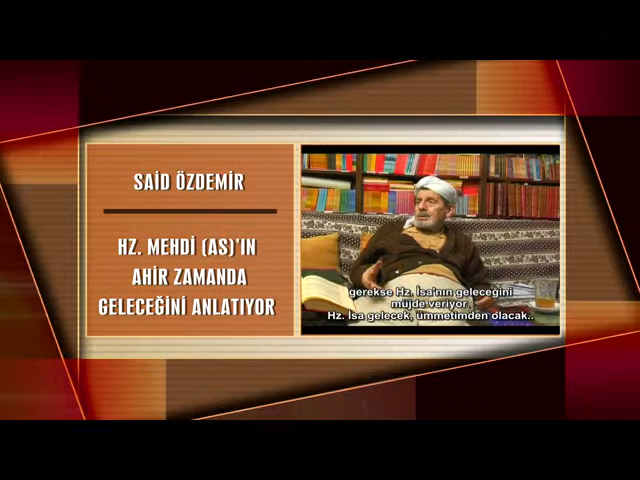 SAİD ÖZDEMİR
HZ. MEHDİ (AS)'IN
AHİR ZAMANDA
GELECEĞİNİ ANLATIYOR
gerekse Hz. İsa'nın geleceğini
müjde veriyor.
Hz. İsa gelecek, ümmetimden olacak..